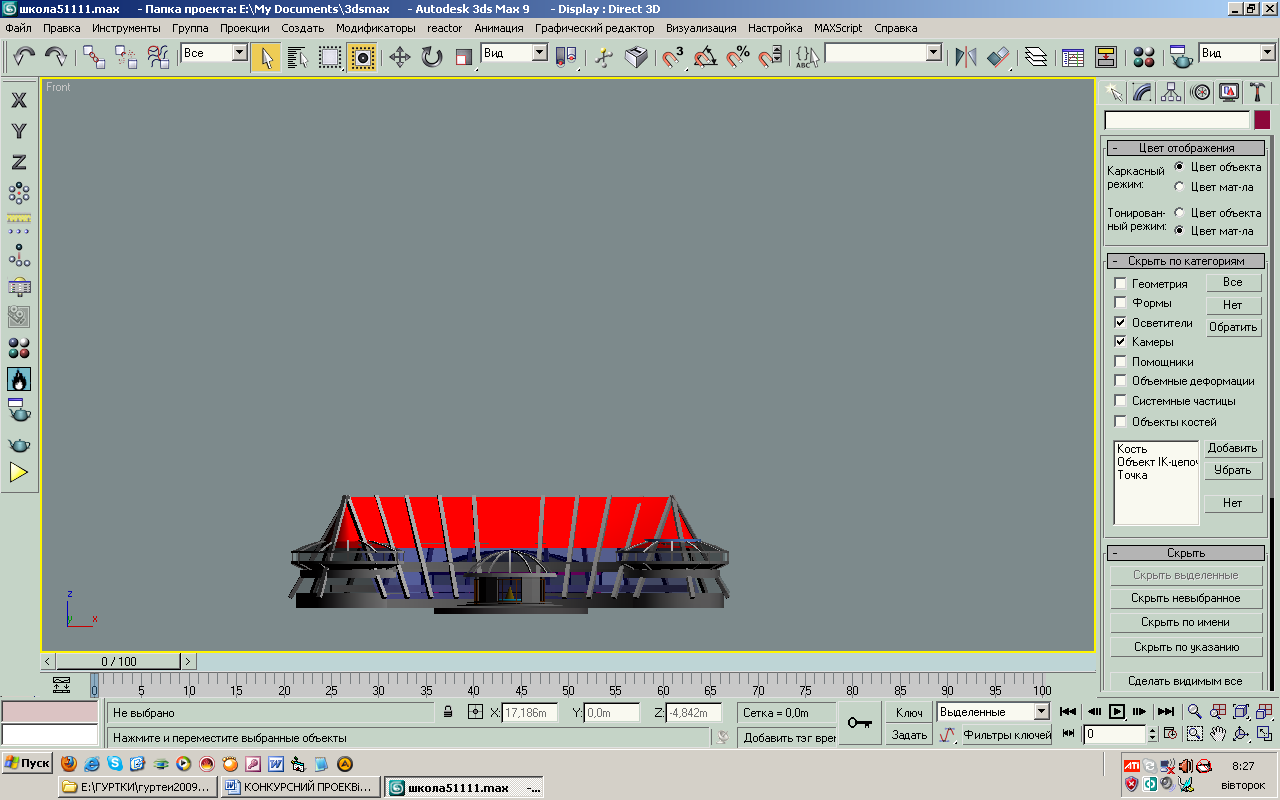 школа51111.max - Папка проекта: E:\My Documents\3dsmax - Autodesk 3ds Max 9 - Display : Direct 3D
Файл Правка Инструменты Группа Проекции Создать Модификаторы reactor Анимация Графический редактор Визуализация Настройка MAXScript Справка
Все Вид 3 % ABC Вид
X
Y
Z
Front
Цвет отображения
Каркасный режим:
Цвет объекта
Цвет мат-ла
Тонирован-
ный режим:
Цвет объекта
Цвет мат-ла
Скрыть по категориям
Геометрия Все
Формы Нет
Осветители Обратить
Камеры
Помощники
Объемные деформации
Системные частицы
Объекты костей
Кость Добавить
Объект IK-цепоч Убрать
Точка
Нет
Скрыть
Скрыть выделенные
Скрыть невыбранное
Скрыть по имени
Скрыть по указанию
Сделать видимым все
z
y x
< 0 / 100 >
0 5 10 15 20 25 30 35 40 45 50 55 60 65 70 75 80 85 90 95 100
Не выбрано X: 17,186m Y: 0,0m Z: -4,842m Сетка = 0,0m Ключ Выделенные
Нажмите и переместите выбранные объекты Добавить тэг врем Задать Фильтры ключей 0
Пуск ATI 8:27
E:\ГУРТКИ\гуртеи2009... КОНКУРСНИЙ ПРОЕКВі... школа51111.max -... вівторок